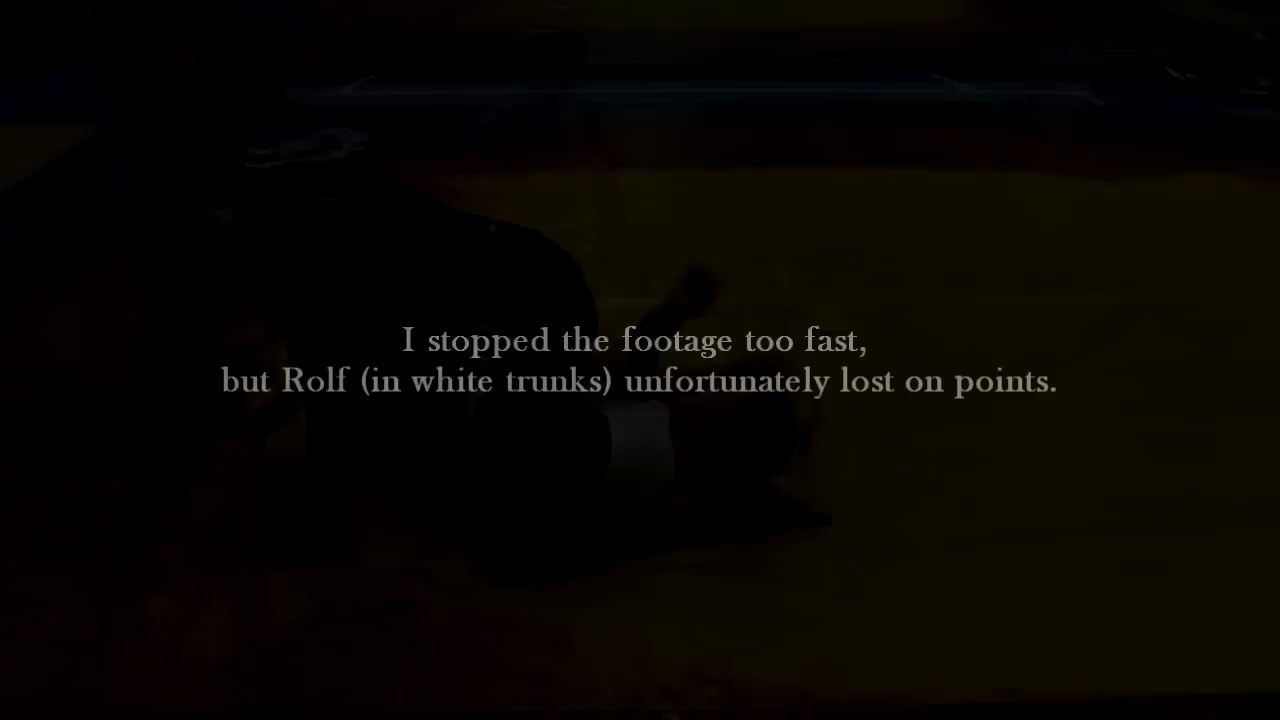 I stopped the footage too fast,
but Rolf (in white trunks) unfortunately lost on points.